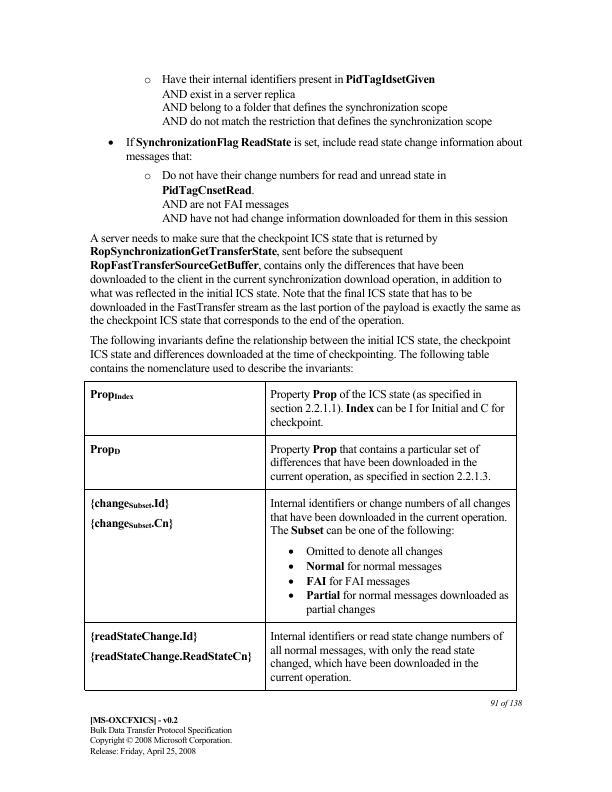 o Have their internal identifiers present in PidTagIdsetGiven
AND exist in a server replica
AND belong to a folder that defines the synchronization scope
AND do not match the restriction that defines the synchronization scope
• If SynchronizationFlag ReadState is set, include read state change information about
messages that:
o Do not have their change numbers for read and unread state in
PidTagCnsetRead.
AND are not FAI messages
AND have not had change information downloaded for them in this session
A server needs to make sure that the checkpoint ICS state that is returned by
RopSynchronizationGetTransferState, sent before the subsequent
RopFastTransferSourceGetBuffer, contains only the differences that have been
downloaded to the client in the current synchronization download operation, in addition to
what was reflected in the initial ICS state. Note that the final ICS state that has to be
downloaded in the FastTransfer stream as the last portion of the payload is exactly the same as
the checkpoint ICS state that corresponds to the end of the operation.
The following invariants define the relationship between the initial ICS state, the checkpoint
ICS state and differences downloaded at the time of checkpointing. The following table
contains the nomenclature used to describe the invariants:
PropIndex
Property Prop of the ICS state (as specified in
section 2.2.1.1). Index can be I for Initial and C for
checkpoint.
PropD
Property Prop that contains a particular set of
differences that have been downloaded in the
current operation, as specified in section 2.2.1.3.
{changeSubset.Id}
{changeSubset.Cn}
Internal identifiers or change numbers of all changes
that have been downloaded in the current operation.
The Subset can be one of the following:
• Omitted to denote all changes
• Normal for normal messages
• FAI for FAI messages
• Partial for normal messages downloaded as
partial changes
{readStateChange.Id}
{readStateChange.ReadStateCn}
Internal identifiers or read state change numbers of
all normal messages, with only the read state
changed, which have been downloaded in the
current operation.
91 of 138
[MS-OXCFXICS] - v0.2
Bulk Data Transfer Protocol Specification
Copyright © 2008 Microsoft Corporation.
Release: Friday, April 25, 2008